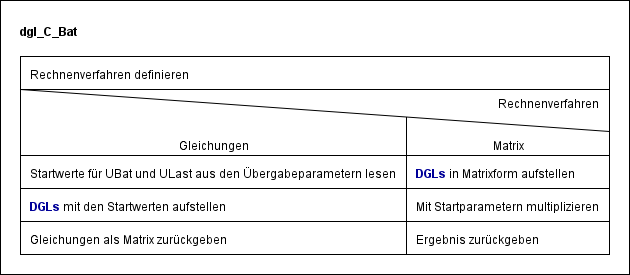 dgl_C_Bat
Rechnenverfahren definieren
Rechnenverfahren
Gleichungen
Matrix
Startwerte für UBat und ULast aus den Übergabeparametern lesen
DGLs in Matrixform aufstellen
DGLs mit den Startwerten aufstellen
Mit Startparametern multiplizieren
Gleichungen als Matrix zurückgeben
Ergebnis zurückgeben